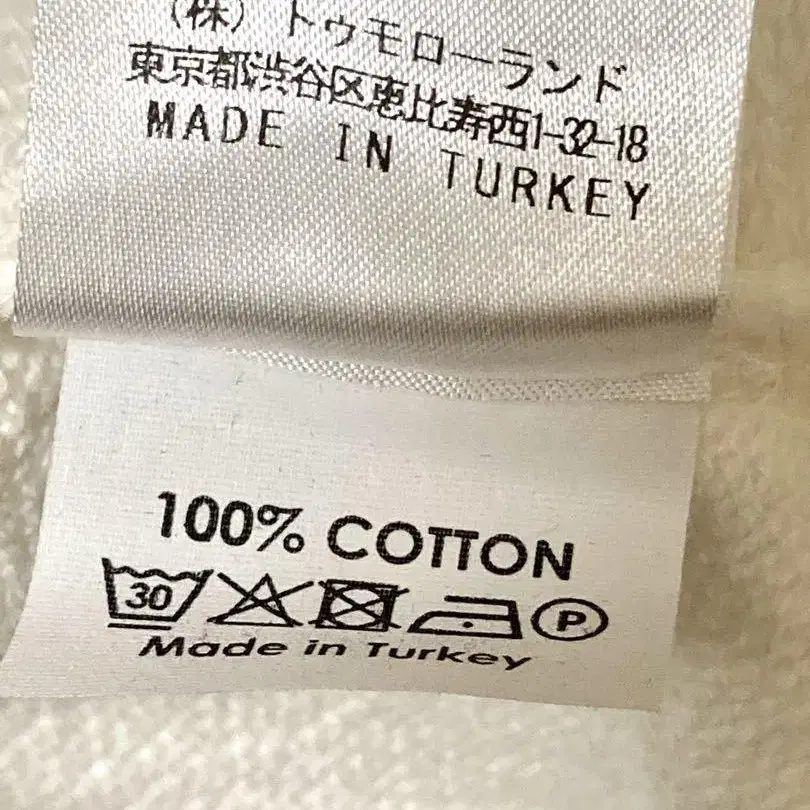 (株)トゥモローランド
東京都渋谷区恵比寿西1-32-18
MADE IN TURKEY
100% COTTON
30 P
Made in Turkey